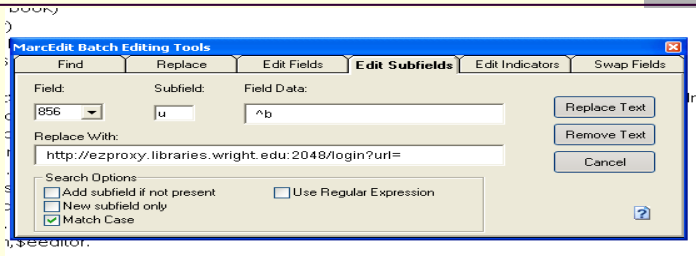 book)
)
MarcEdit Batch Editing Tools
Find Replace Edit Fields Edit Subfields Edit Indicators Swap Fields
Field: Subfield: Field Data:
856 u ^b
Replace Text
Replace With:
Remove Text
http://ezproxy.libraries.wright.edu:2048/login?url=
Cancel
Search Options
Add subfield if not present Use Regular Expression
New subfield only
Match Case
?
$eeditor.